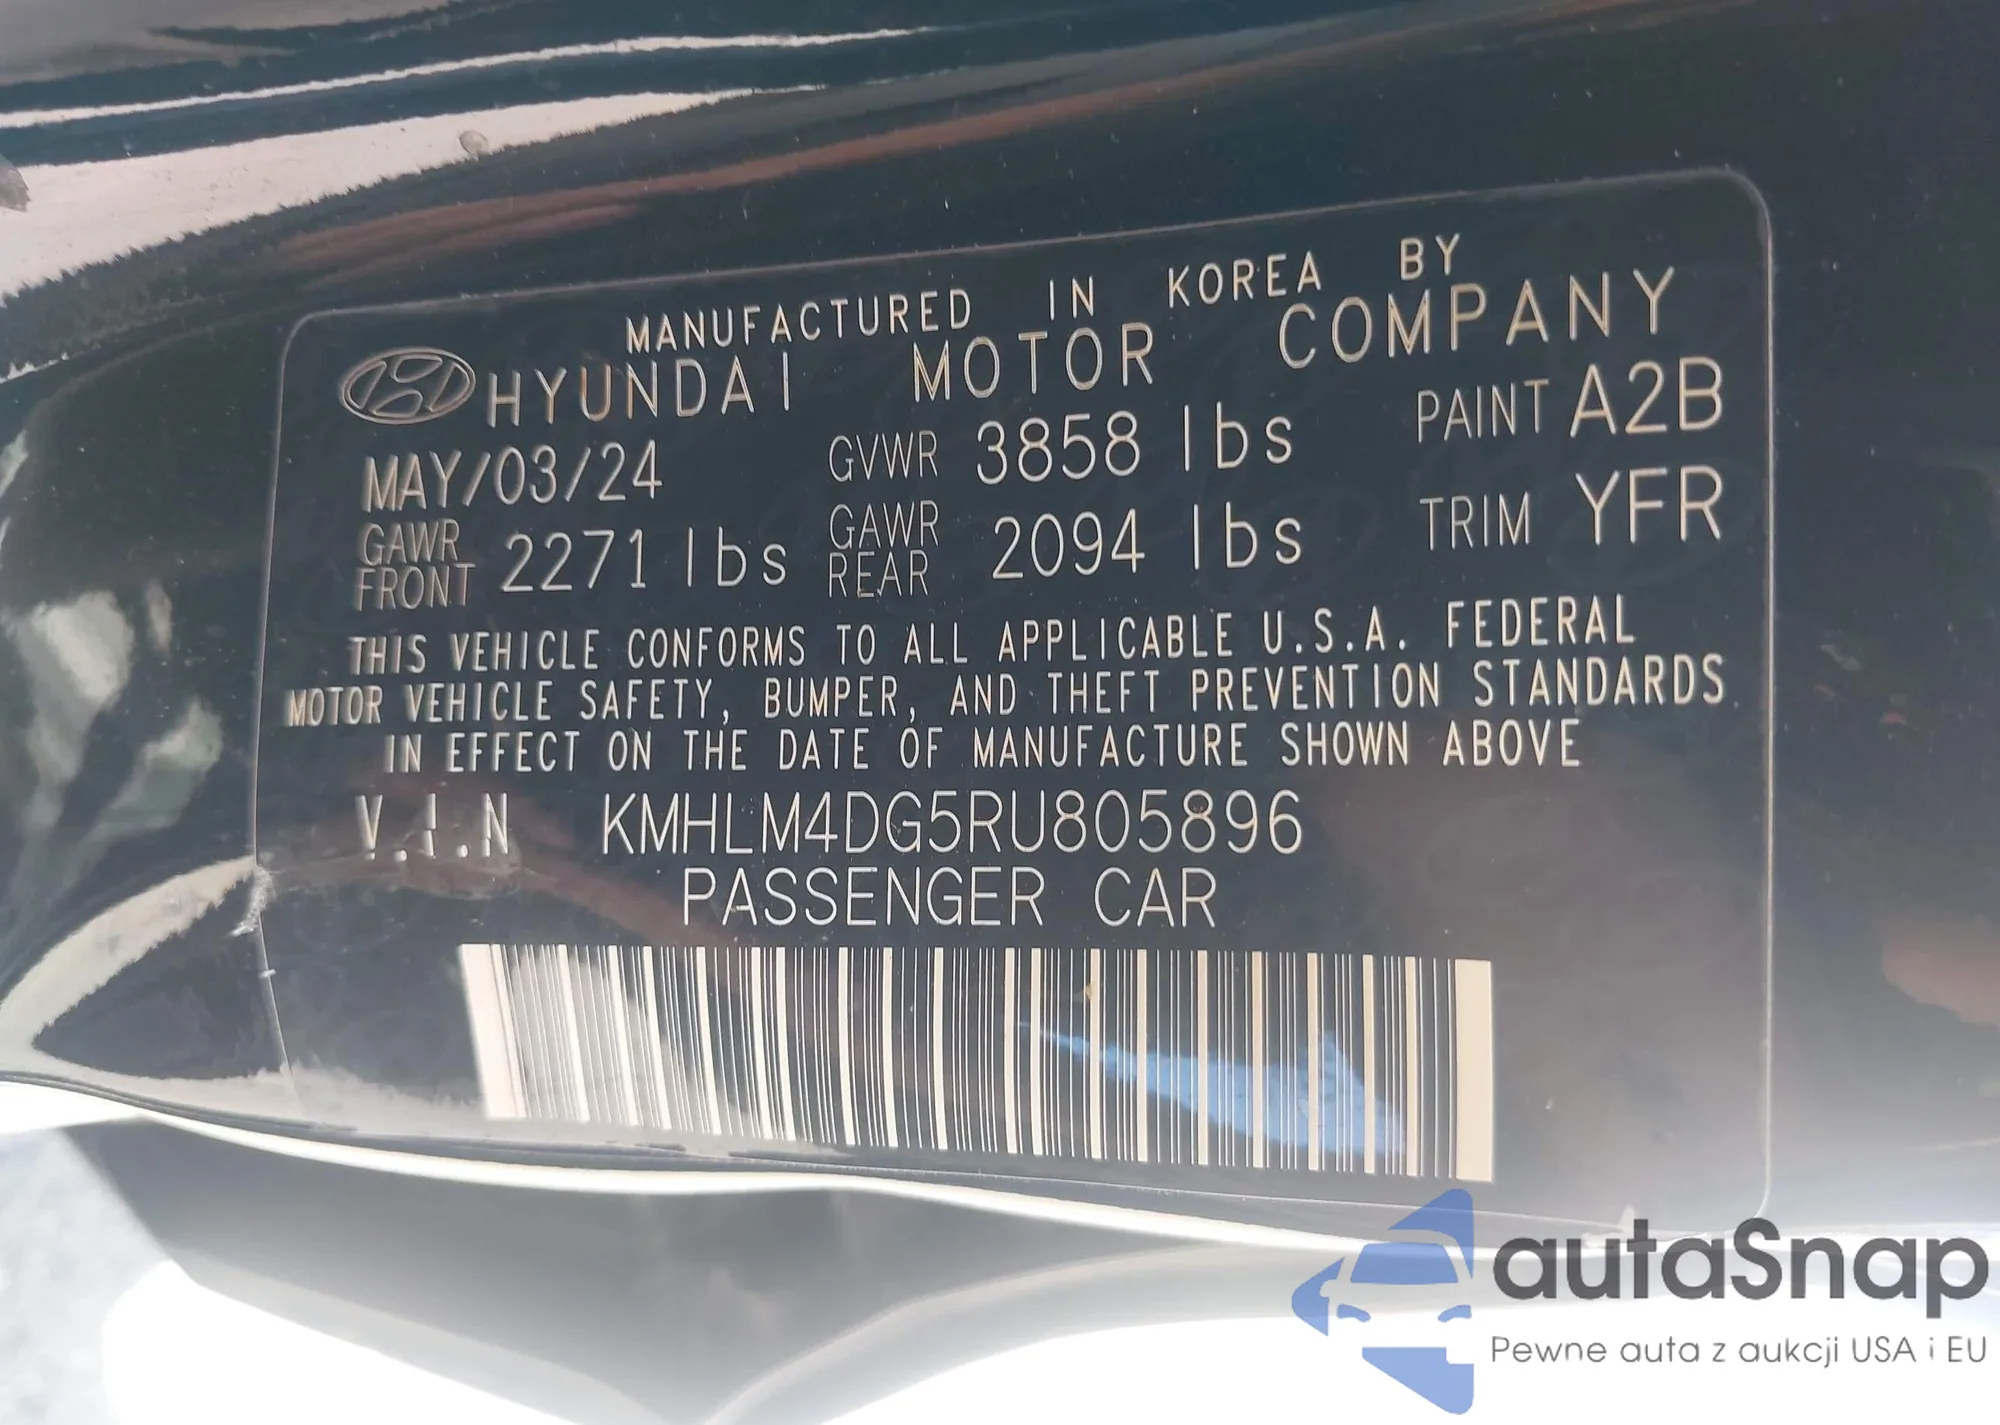 MANUFACTURED IN KOREA BY
HYUNDAI MOTOR COMPANY
MAY/03/24 GVWR 3858 lbs PAINT A2B
GAWR FRONT 2271 lbs GAWR REAR 2094 lbs TRIM YFR
THIS VEHICLE CONFORMS TO ALL APPLICABLE U.S.A. FEDERAL
MOTOR VEHICLE SAFETY, BUMPER, AND THEFT PREVENTION STANDARDS
IN EFFECT ON THE DATE OF MANUFACTURE SHOWN ABOVE
V.I.N KMHLM4DG5RU805896
PASSENGER CAR
autaSnap
Pewne auta z aukcji USA i EU